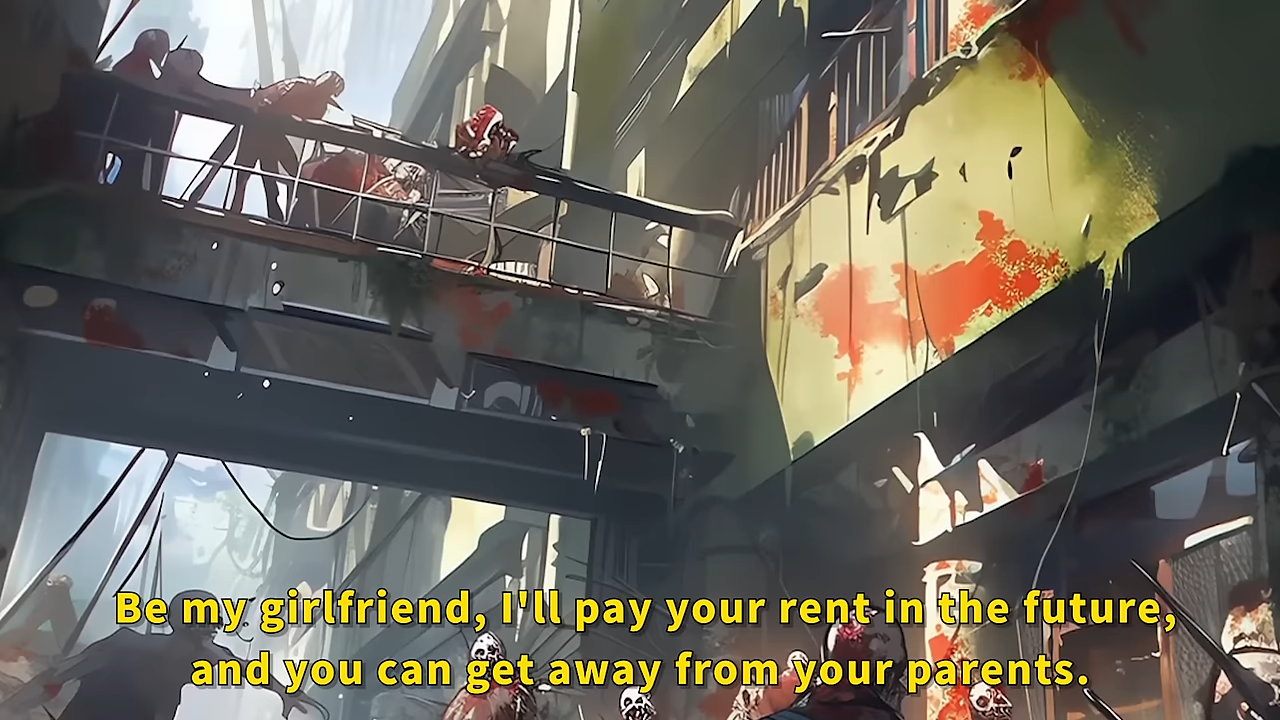 Be my girlfriend, I'll pay your rent in the future,
and you can get away from your parents.